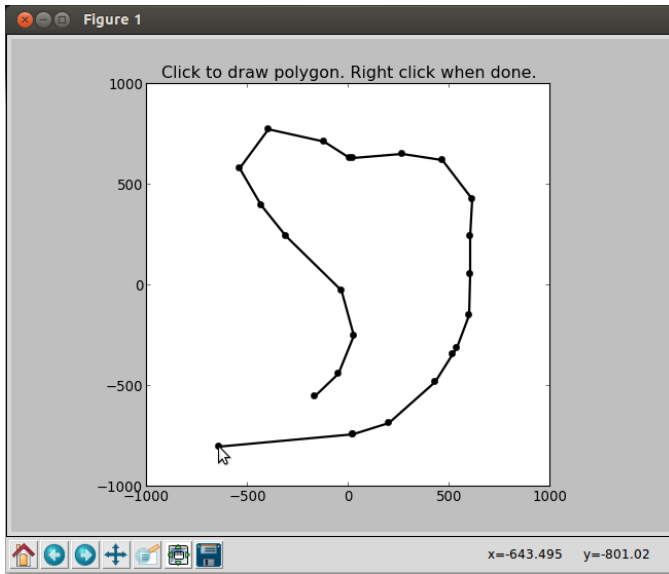 Figure 1
Click to draw polygon. Right click when done.
1000
500
0
−500
−1000
−1000 −500 0 500 1000
x=-643.495 y=-801.02